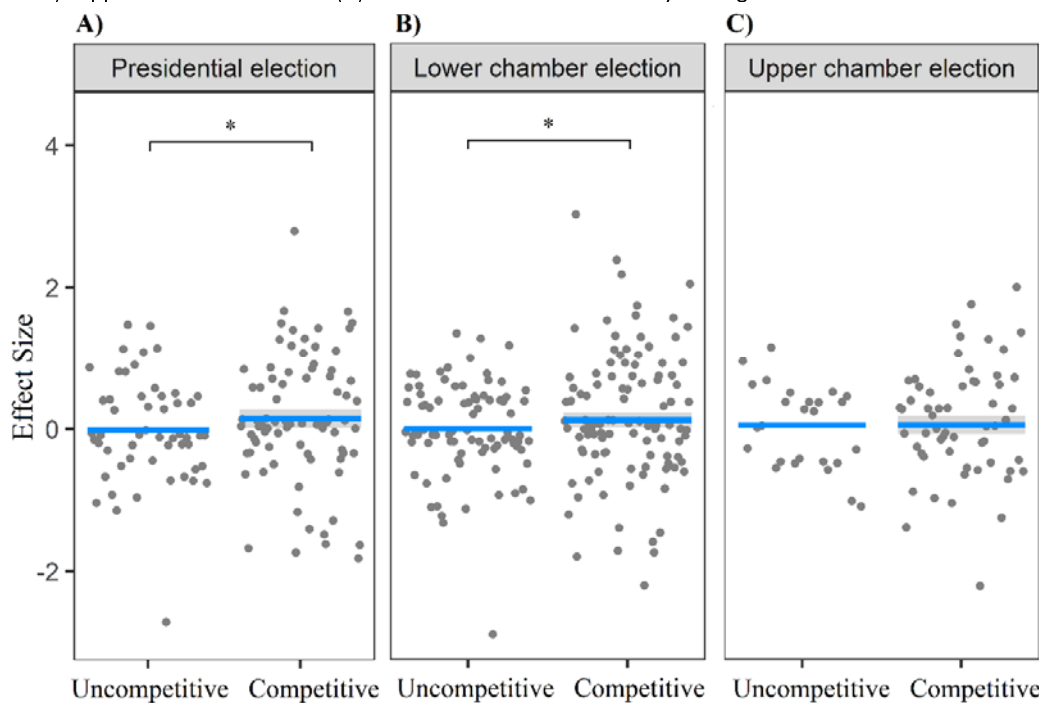 A)
B)
C)
Presidential election
Lower chamber election
Upper chamber election
*
*
4
2
0
-2
Effect Size
Uncompetitive
Competitive
Uncompetitive
Competitive
Uncompetitive
Competitive